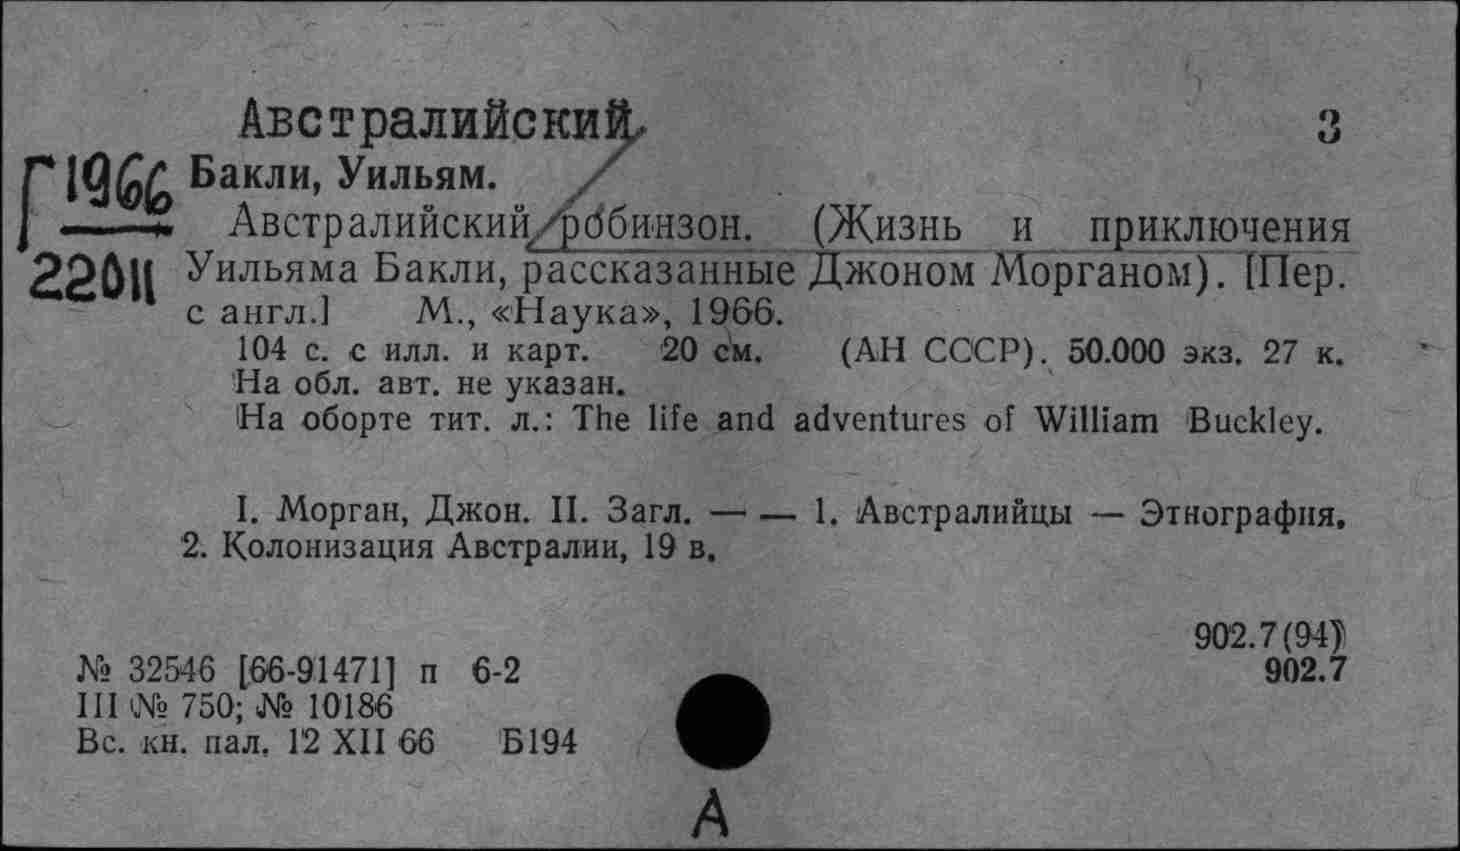 Австралийский,
3
Г 1966
22011
Бакли, Уильям.
Австралийский робинзон. (Жизнь и приключения
Уильяма Бакли, рассказанные Джоном Морганом). [Пер.
с англ.] М., «Наука», 1966.
104 с. с илл. и карт. 20 см. (АН СССР). 50.000 экз. 27 к.
На обл. авт. не указан.
На оборте тит. л.: The life and adventures of William Buckley.
I. Морган, Джон. II. Загл. — — 1. Австралийцы — Этнография.
2. Колонизация Австралии, 19 в.
902.7(94)
902.7
№ 32546 [66-91471] п 6-2
III № 750; № 10186
Вс. кн. пал. 12 XII 66 Б194
А